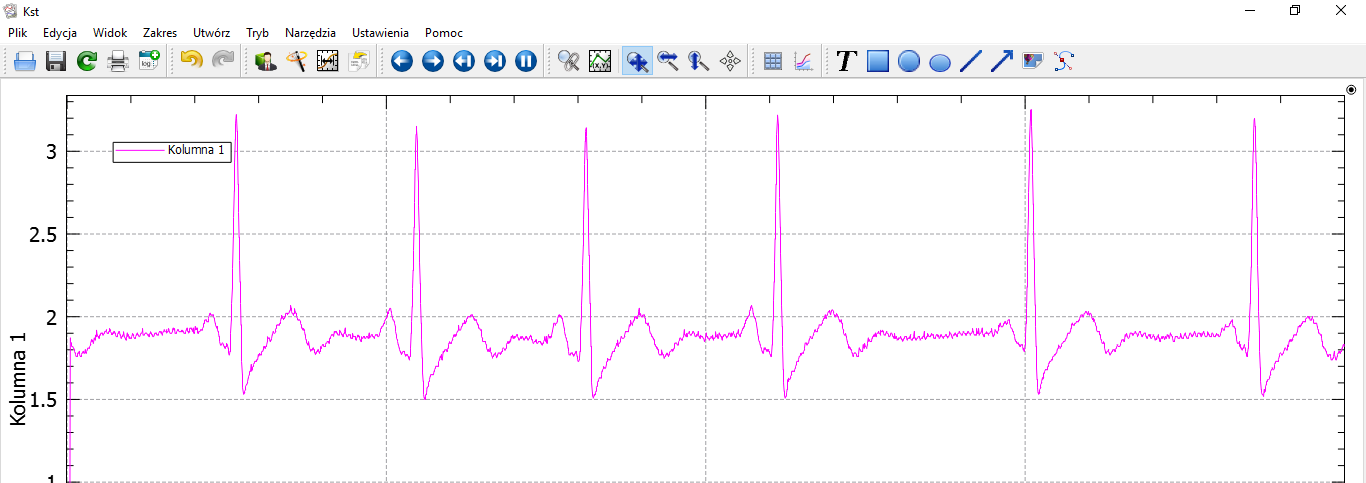 Kst
Plik Edycja Widok Zakres Utwórz Tryb Narzędzia Ustawienia Pomoc
log: (X,Y) T
3
Kolumna 1
2.5
2
1.5
Kolumna 1
1